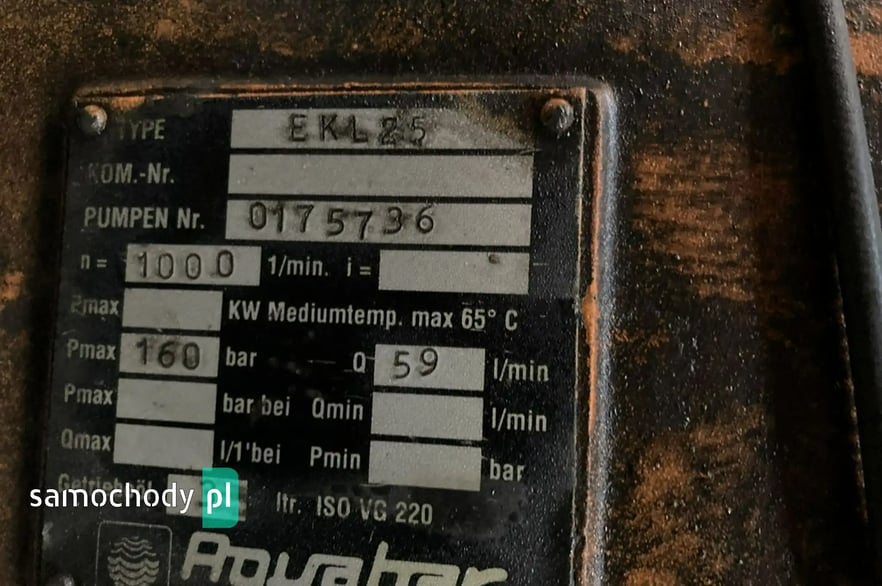 TYPE EKL25
KOM.-Nr.
PUMPEN Nr. 0175736
n = 1000 1/min. i =
Pmax KW Mediumtemp. max 65° C
Pmax 160 bar Q 59 l/min
Pmax bar bei Qmin l/min
Qmax l/1'bei Pmin bar
Getriebeöl ltr. ISO VG 220
samochody pl